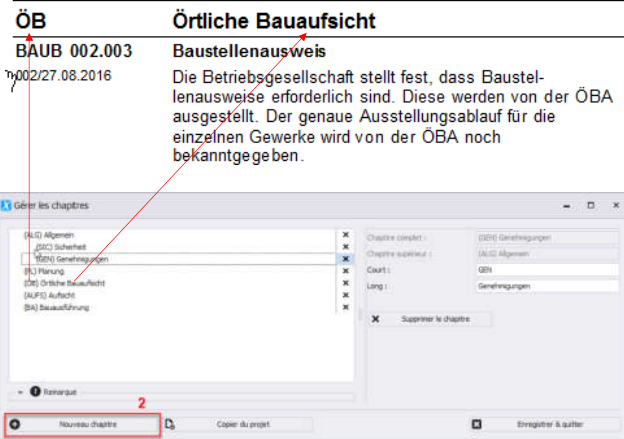 ÖB Örtliche Bauaufsicht
BAUB 002.003 Baustellenausweis
002/27.08.2016 Die Betriebsgesellschaft stellt fest, dass Baustel-
lenausweise erforderlich sind. Diese werden von der ÖBA
ausgestellt. Der genaue Ausstellungsablauf für die
einzelnen Gewerke wird von der ÖBA noch
bekanntgegeben.
Gérer les chapitres
(ALG) Allgemein
(SIC) Sicherheit
(GEN) Genehmigungen
(PL) Planung
(ÖB) Örtliche Bauaufsicht
(AUFS) Aufsicht
(BA) Bauausführung
Chapitre complet : (GEN) Genehmigungen
Chapitre supérieur : (ALG) Allgemein
Court : GEN
Long : Genehmigungen
Supprimer le chapitre
Remarque
2
Nouveau chapitre Copier du projet Enregistrer & quitter